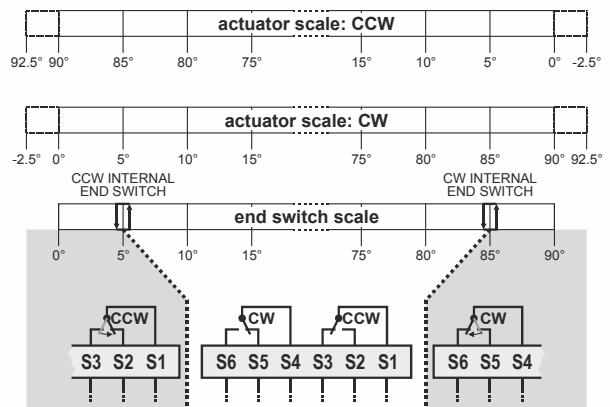 actuator scale: CCW
92.5° 90° 85° 80° 75° 15° 10° 5° 0° -2.5°
actuator scale: CW
-2.5° 0° 5° 10° 15° 75° 80° 85° 90° 92.5°
CCW INTERNAL
END SWITCH
CW INTERNAL
END SWITCH
end switch scale
0° 5° 10° 15° 75° 80° 85° 90°
CCW CW CCW CW
S3 S2 S1 S6 S5 S4 S3 S2 S1 S6 S5 S4